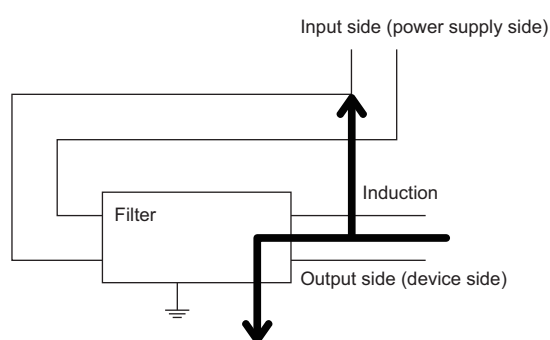 Input side (power supply side)
Induction
Filter
Output side (device side)